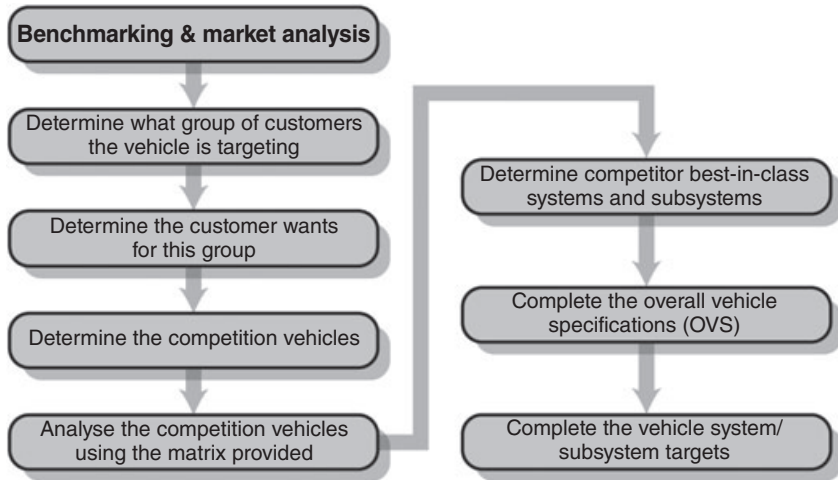 Benchmarking & market analysis
Determine what group of customers
the vehicle is targeting
Determine the customer wants
for this group
Determine the competition vehicles
Analyse the competition vehicles
using the matrix provided
Determine competitor best-in-class
systems and subsystems
Complete the overall vehicle
specifications (OVS)
Complete the vehicle system/
subsystem targets